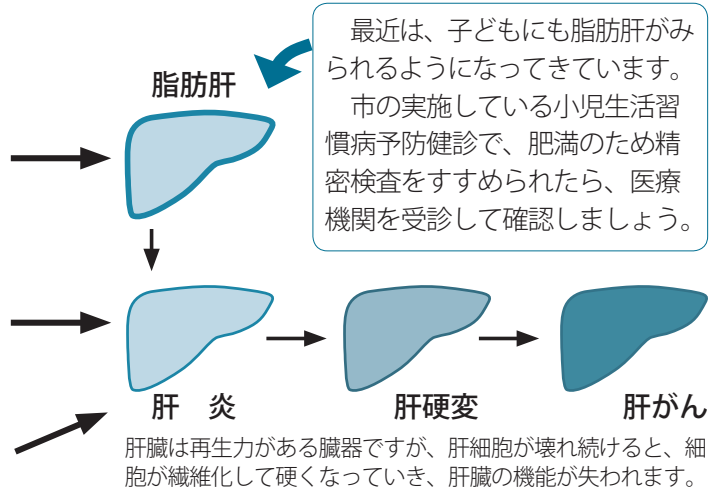 最近は、子どもにも脂肪肝がみ
られるようになってきています。
市の実施している小児生活習
慣病予防健診で、肥満のため精
密検査をすすめられたら、医療
機関を受診して確認しましょう。
脂肪肝
肝　炎
肝硬変
肝がん
肝臓は再生力がある臓器ですが、肝細胞が壊れ続けると、細
胞が繊維化して硬くなっていき、肝臓の機能が失われます。